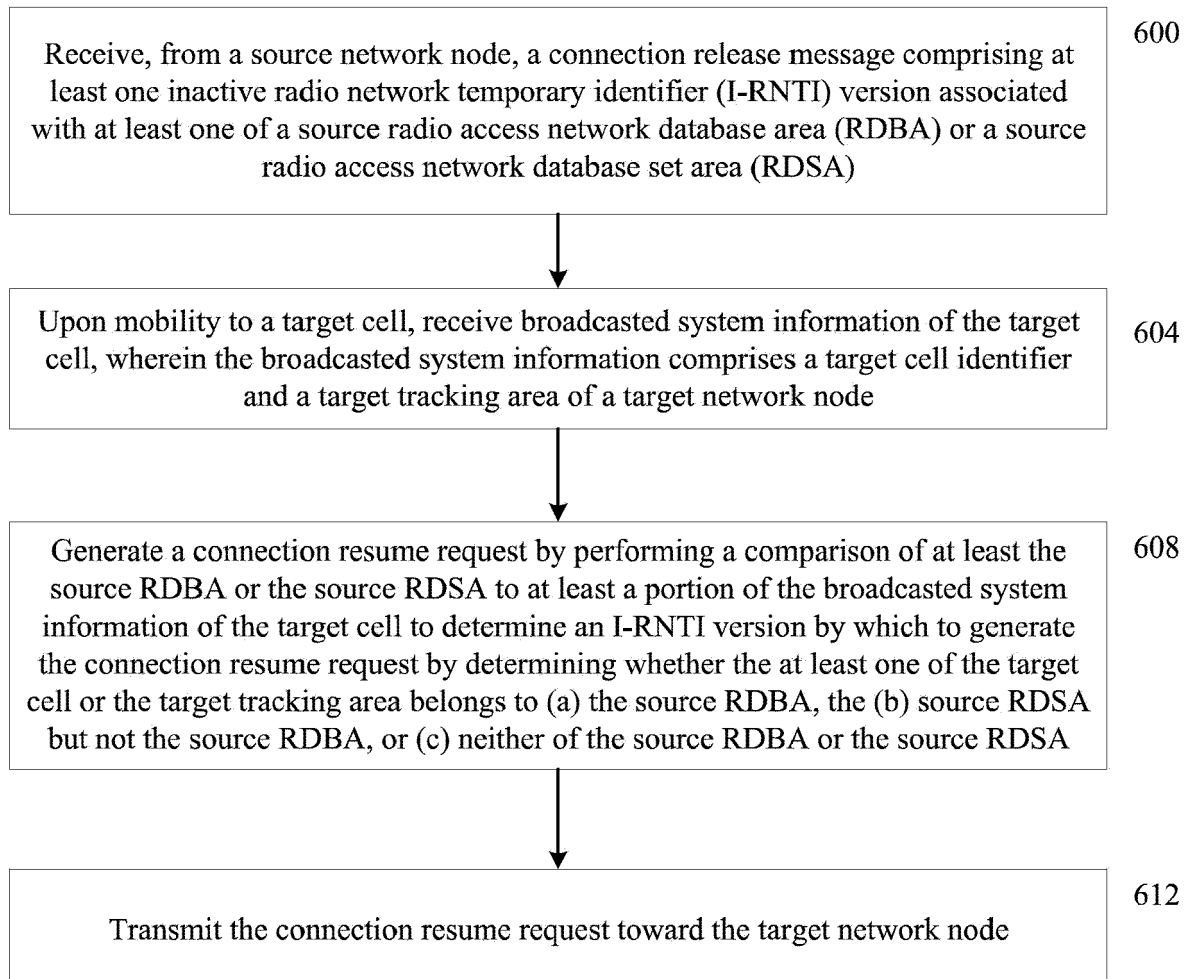 Receive, from a source network node, a connection release message comprising at
least one inactive radio network temporary identifier (I-RNTI) version associated
with at least one of a source radio access network database area (RDBA) or a source
radio access network database set area (RDSA)
600
Upon mobility to a target cell, receive broadcasted system information of the target
cell, wherein the broadcasted system information comprises a target cell identifier
and a target tracking area of a target network node
604
Generate a connection resume request by performing a comparison of at least the
source RDBA or the source RDSA to at least a portion of the broadcasted system
information of the target cell to determine an I-RNTI version by which to generate
the connection resume request by determining whether the at least one of the target
cell or the target tracking area belongs to (a) the source RDBA, the (b) source RDSA
but not the source RDBA, or (c) neither of the source RDBA or the source RDSA
608
Transmit the connection resume request toward the target network node
612